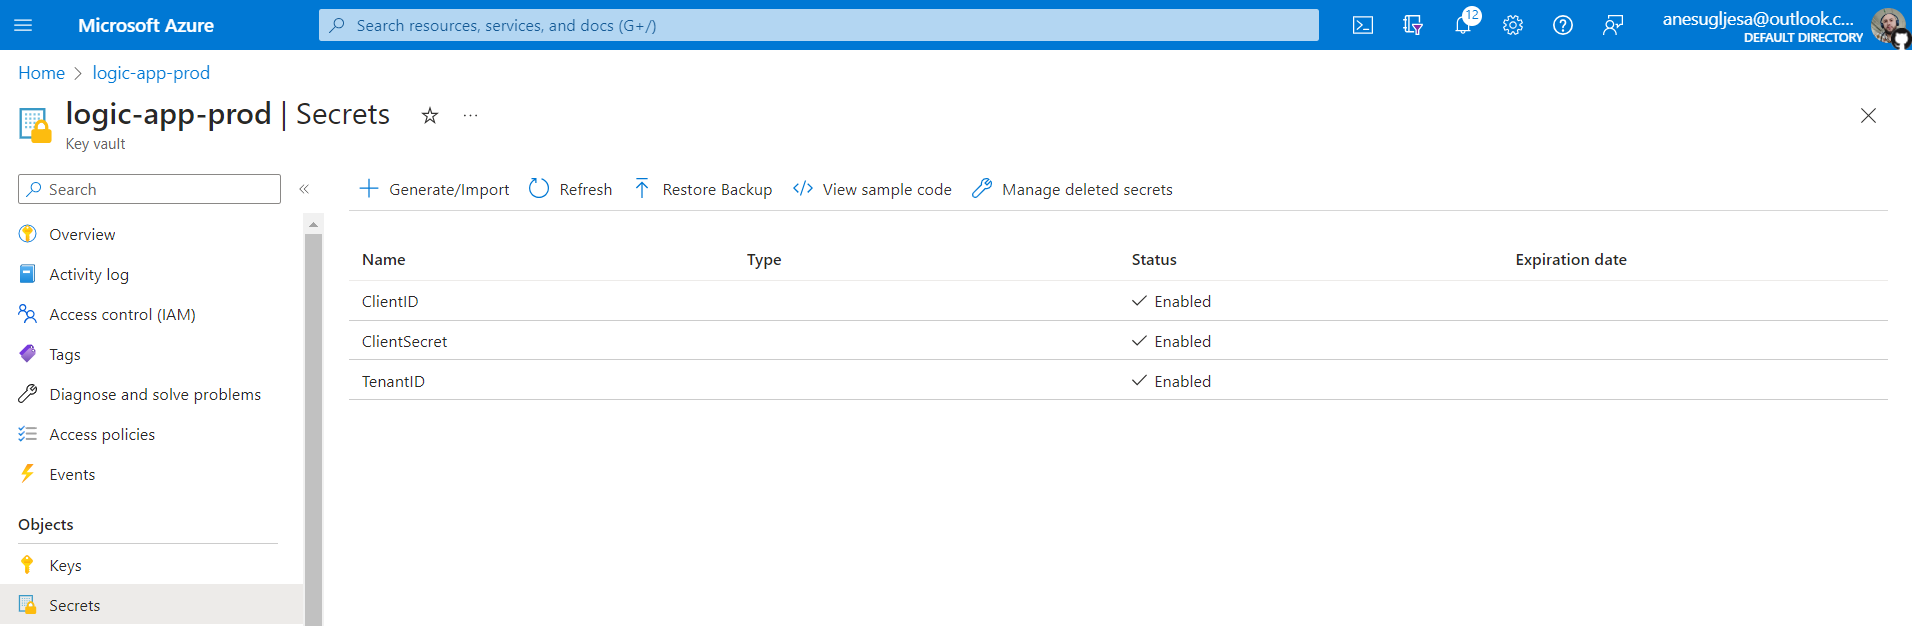 Microsoft Azure
Search resources, services, and docs (G+/)
12
anesugljesa@outlook.c...
DEFAULT DIRECTORY
Home > logic-app-prod
logic-app-prod | Secrets
Key vault
Search
Generate/Import Refresh Restore Backup View sample code Manage deleted secrets
Overview
Activity log
Access control (IAM)
Tags
Diagnose and solve problems
Access policies
Events
Objects
Keys
Secrets
Name Type Status Expiration date
ClientID Enabled
ClientSecret Enabled
TenantID Enabled